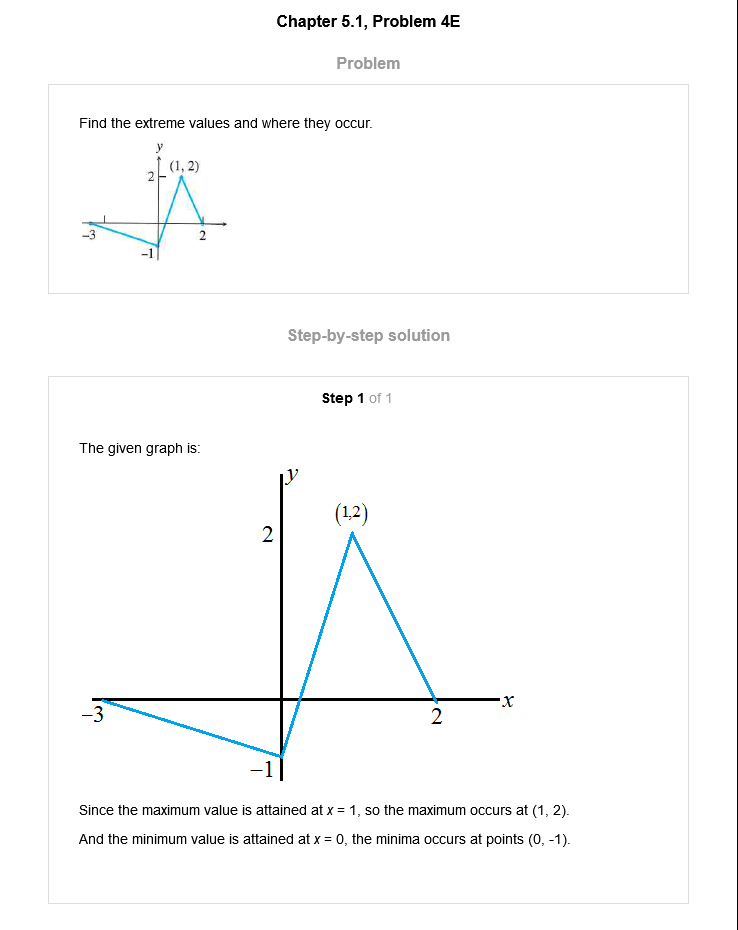 Chapter 5.1, Problem 4E
Problem
Find the extreme values and where they occur.
y
(1, 2)
2
−3
2
−1
Step-by-step solution
Step 1 of 1
The given graph is:
y
(1,2)
2
x
−3
2
−1
Since the maximum value is attained at x = 1, so the maximum occurs at (1, 2).
And the minimum value is attained at x = 0, the minima occurs at points (0, -1).